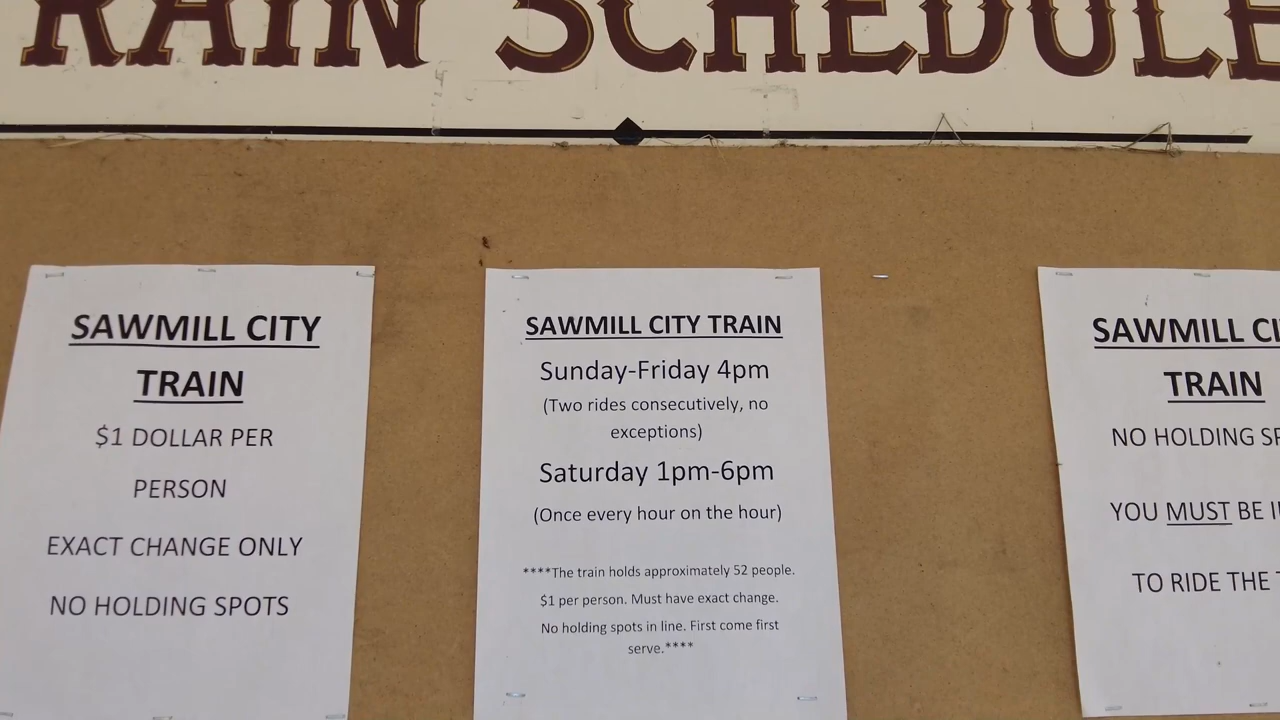 RAIN SCHEDULE
SAWMILL CITY
TRAIN
$1 DOLLAR PER
PERSON
EXACT CHANGE ONLY
NO HOLDING SPOTS
SAWMILL CITY TRAIN
Sunday-Friday 4pm
(Two rides consecutively, no
exceptions)
Saturday 1pm-6pm
(Once every hour on the hour)
****The train holds approximately 52 people.
$1 per person. Must have exact change.
No holding spots in line. First come first
serve.****
SAWMILL CI
TRAIN
NO HOLDING SP
YOU MUST BE I
TO RIDE THE T